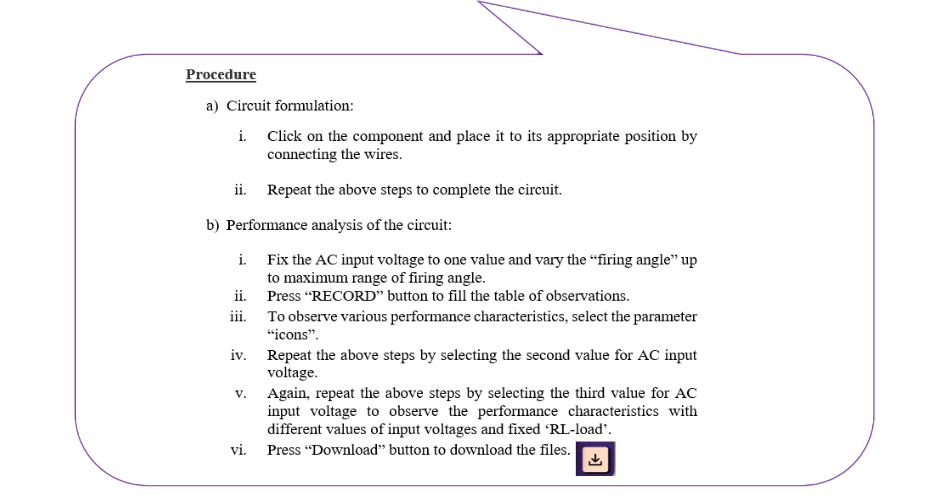 Procedure
a) Circuit formulation:
i. Click on the component and place it to its appropriate position by
connecting the wires.
ii. Repeat the above steps to complete the circuit.
b) Performance analysis of the circuit:
i. Fix the AC input voltage to one value and vary the “firing angle” up
to maximum range of firing angle.
ii. Press “RECORD” button to fill the table of observations.
iii. To observe various performance characteristics, select the parameter
“icons”.
iv. Repeat the above steps by selecting the second value for AC input
voltage.
v. Again, repeat the above steps by selecting the third value for AC
input voltage to observe the performance characteristics with
different values of input voltages and fixed ‘RL-load’.
vi. Press “Download” button to download the files.